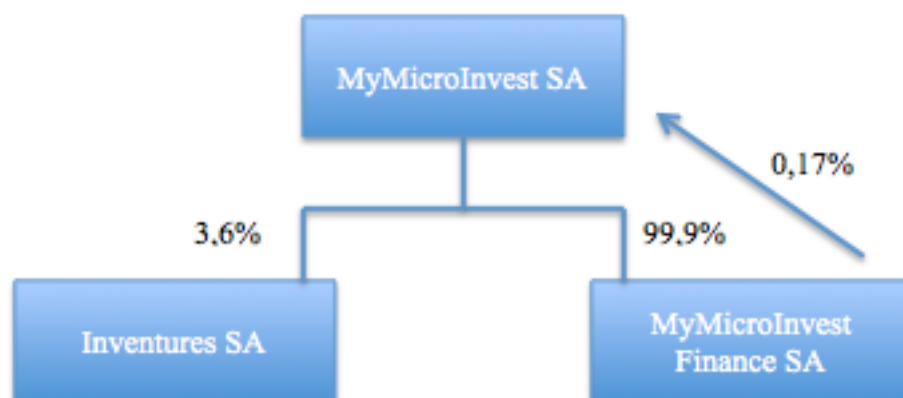 MyMicroInvest SA
0,17%
3,6%
99,9%
Inventures SA
MyMicroInvest
Finance SA